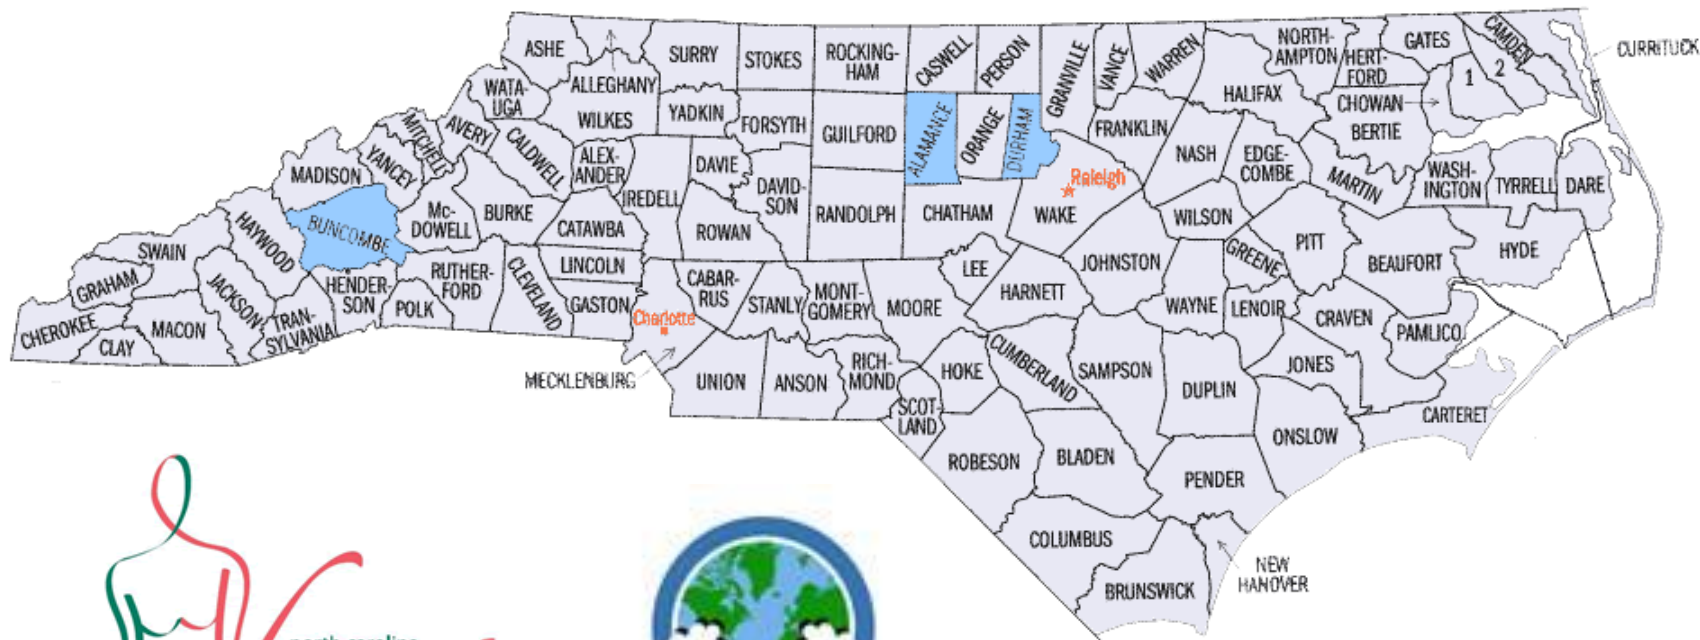 ASHE
ALLEGHANY
SURRY
STOKES
ROCKING-
HAM
CASWELL
PERSON
GRANVILLE
VANCE
WARREN
NORTH-
AMPTON
HERT-
FORD
GATES
CAMDEN
CURRITUCK
1
2
WATA-
UGA
WILKES
YADKIN
FORSYTH
GUILFORD
ALAMANCE
ORANGE
DURHAM
FRANKLIN
HALIFAX
CHOWAN
BERTIE
MITCHELL
AVERY
CALDWELL
ALEX-
ANDER
IREDELL
DAVIE
DAVID-
SON
NASH
EDGE-
COMBE
MARTIN
WASH-
INGTON
TYRRELL
DARE
MADISON
YANCEY
Raleigh
WAKE
BUNCOMBE
Mc-
DOWELL
BURKE
CATAWBA
ROWAN
RANDOLPH
CHATHAM
WILSON
PITT
BEAUFORT
HYDE
HAYWOOD
SWAIN
GRAHAM
JACKSON
HENDER-
SON
POLK
RUTHER-
FORD
CLEVELAND
LINCOLN
GASTON
CABAR-
RUS
STANLY
MONT-
GOMERY
MOORE
LEE
HARNETT
JOHNSTON
GREENE
WAYNE
LENOIR
CRAVEN
PAMLICO
CHEROKEE
CLAY
MACON
TRAN-
SYLVANIA
Charlotte
MECKLENBURG
UNION
ANSON
RICH-
MOND
HOKE
CUMBERLAND
SAMPSON
DUPLIN
JONES
CARTERET
SCOT-
LAND
ROBESON
BLADEN
PENDER
ONSLOW
COLUMBUS
BRUNSWICK
NEW
HANOVER